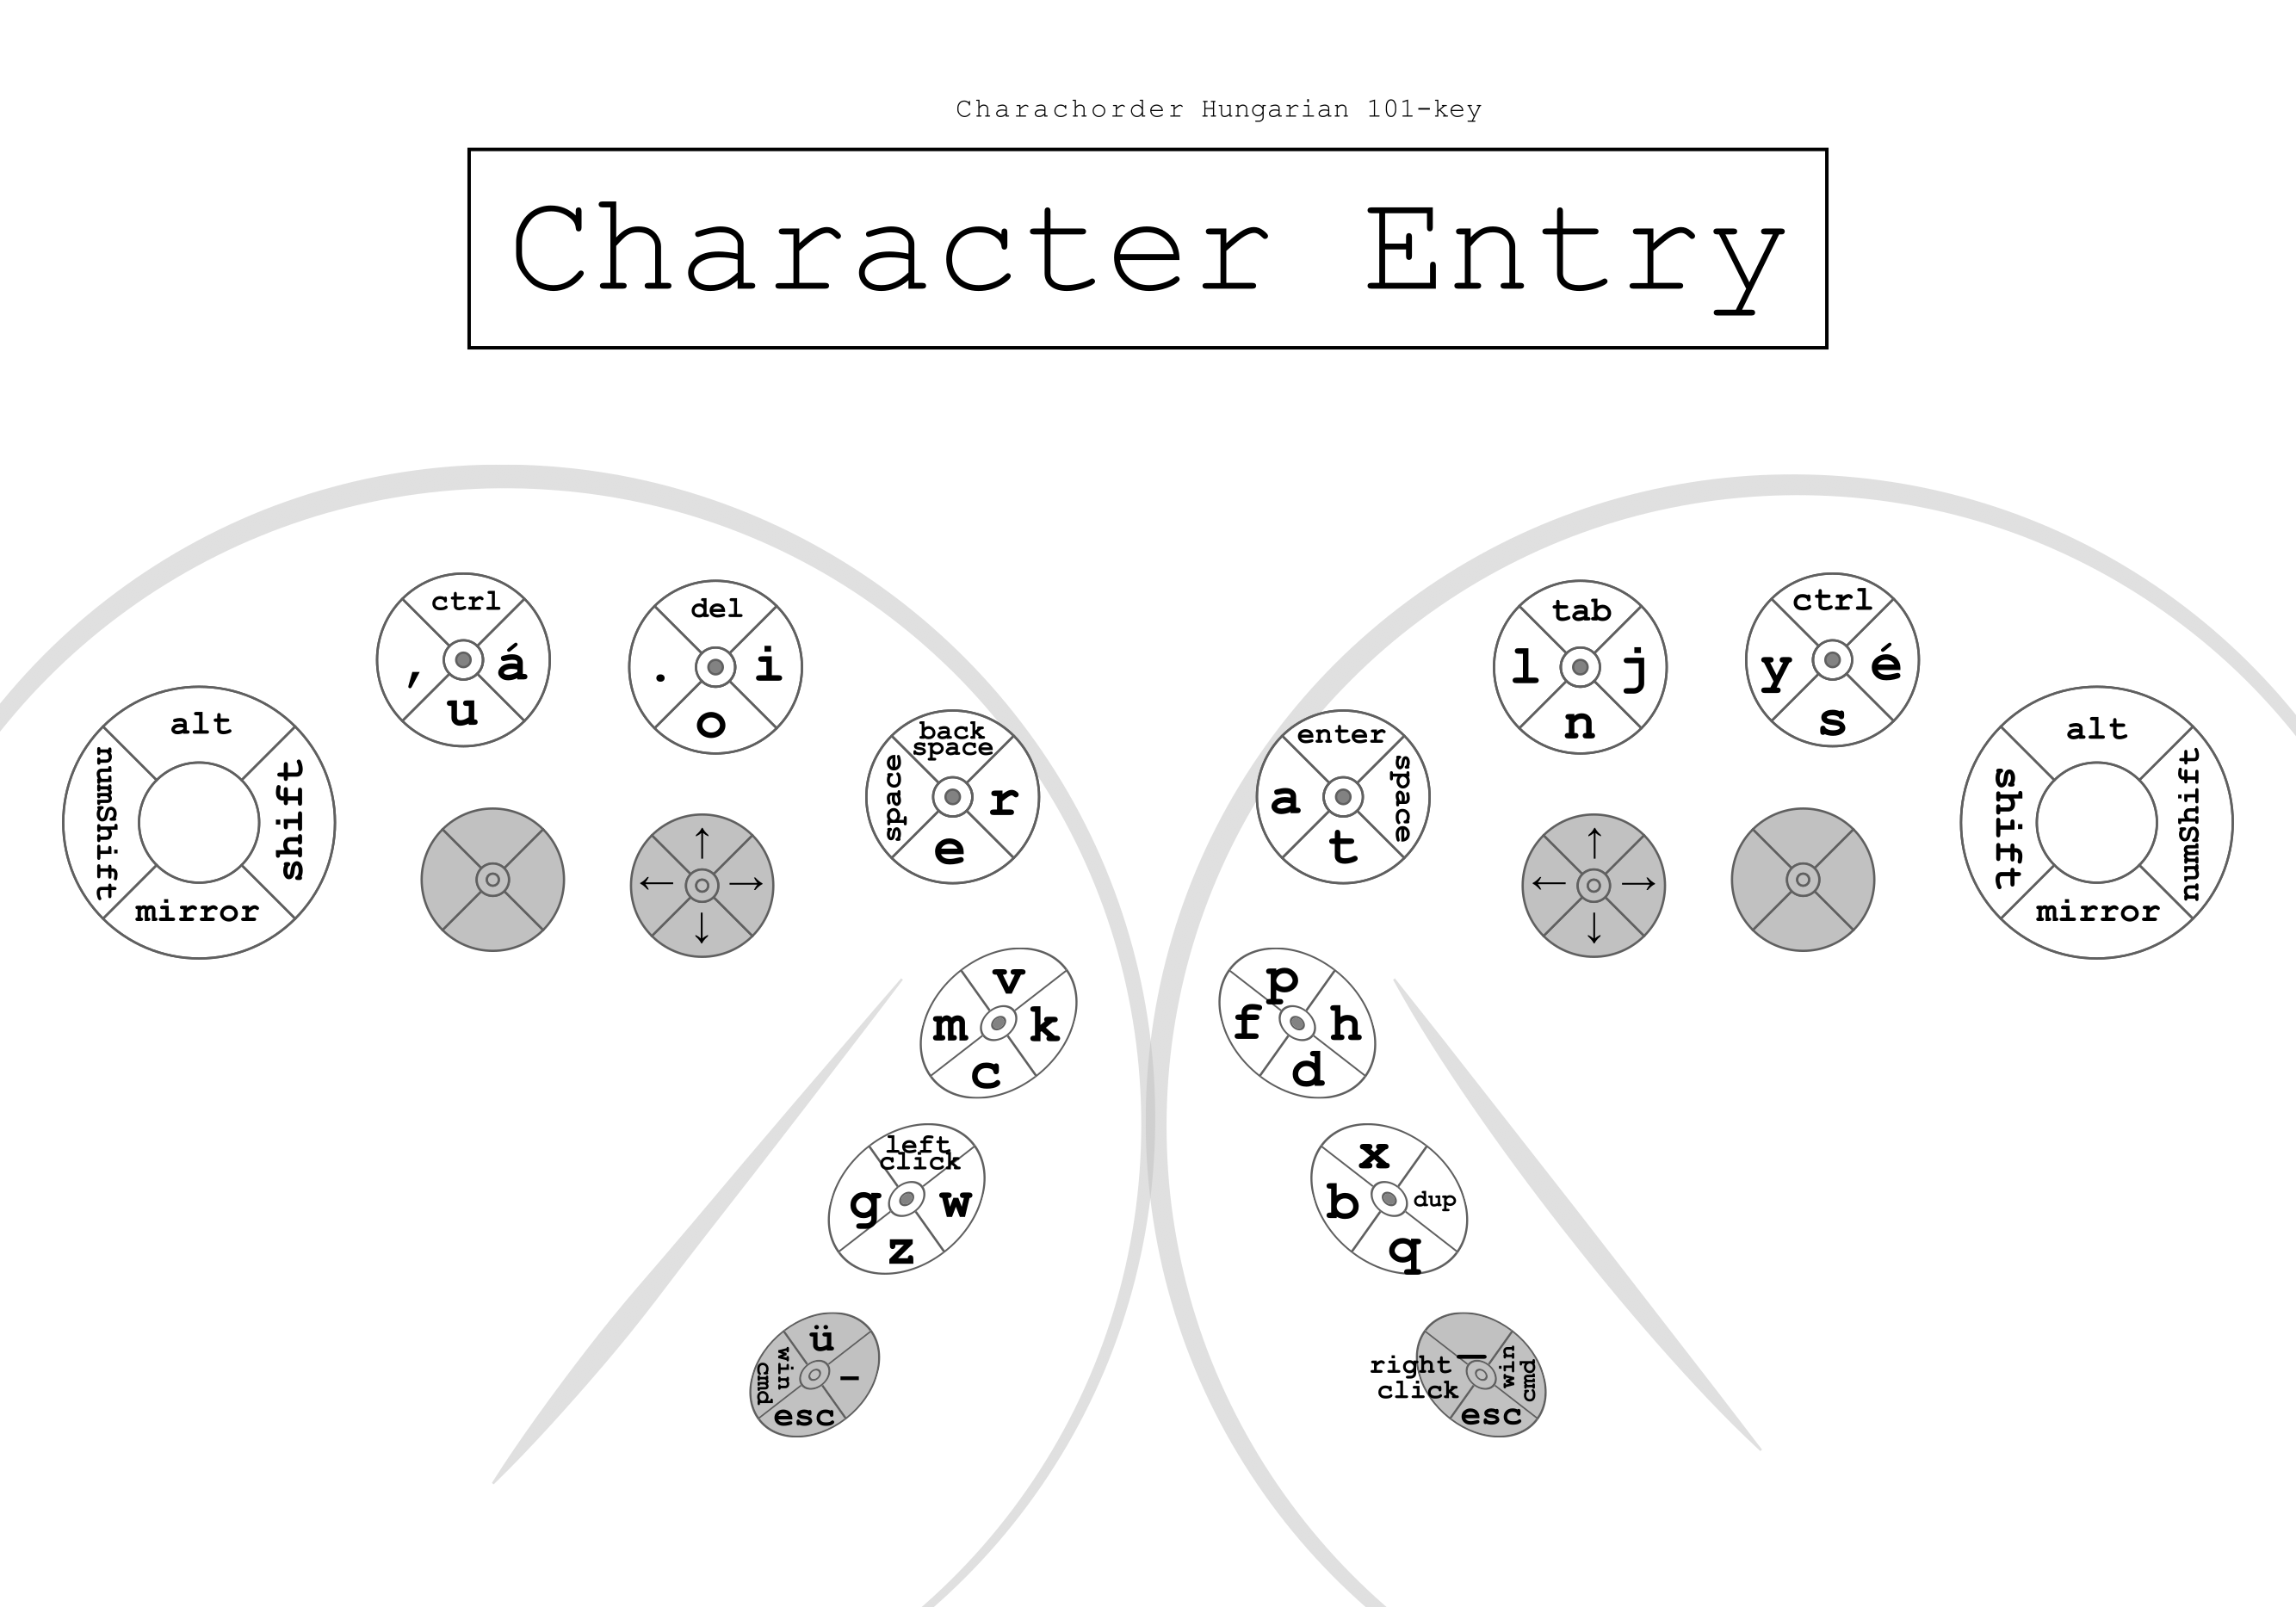 Charachorder Hungarian 101-key
Character Entry
ctrl
, á
u
del
. i
o
alt
numShift shift
mirror
back
space
space r
e
↑
← →
↓
v
m k
c
left
click
g w
z
ü
win
cmd
-
esc
tab
l j
n
ctrl
y é
s
enter
a space
t
alt
shift numShift
mirror
↑
← →
↓
p
f h
d
x
b dup
q
—
right
click
win
cmd
esc